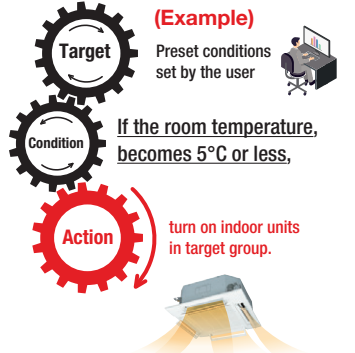 (Example)
Target
Preset conditions
set by the user
Condition
If the room temperature,
becomes 5°C or less,
Action
turn on indoor units
in target group.